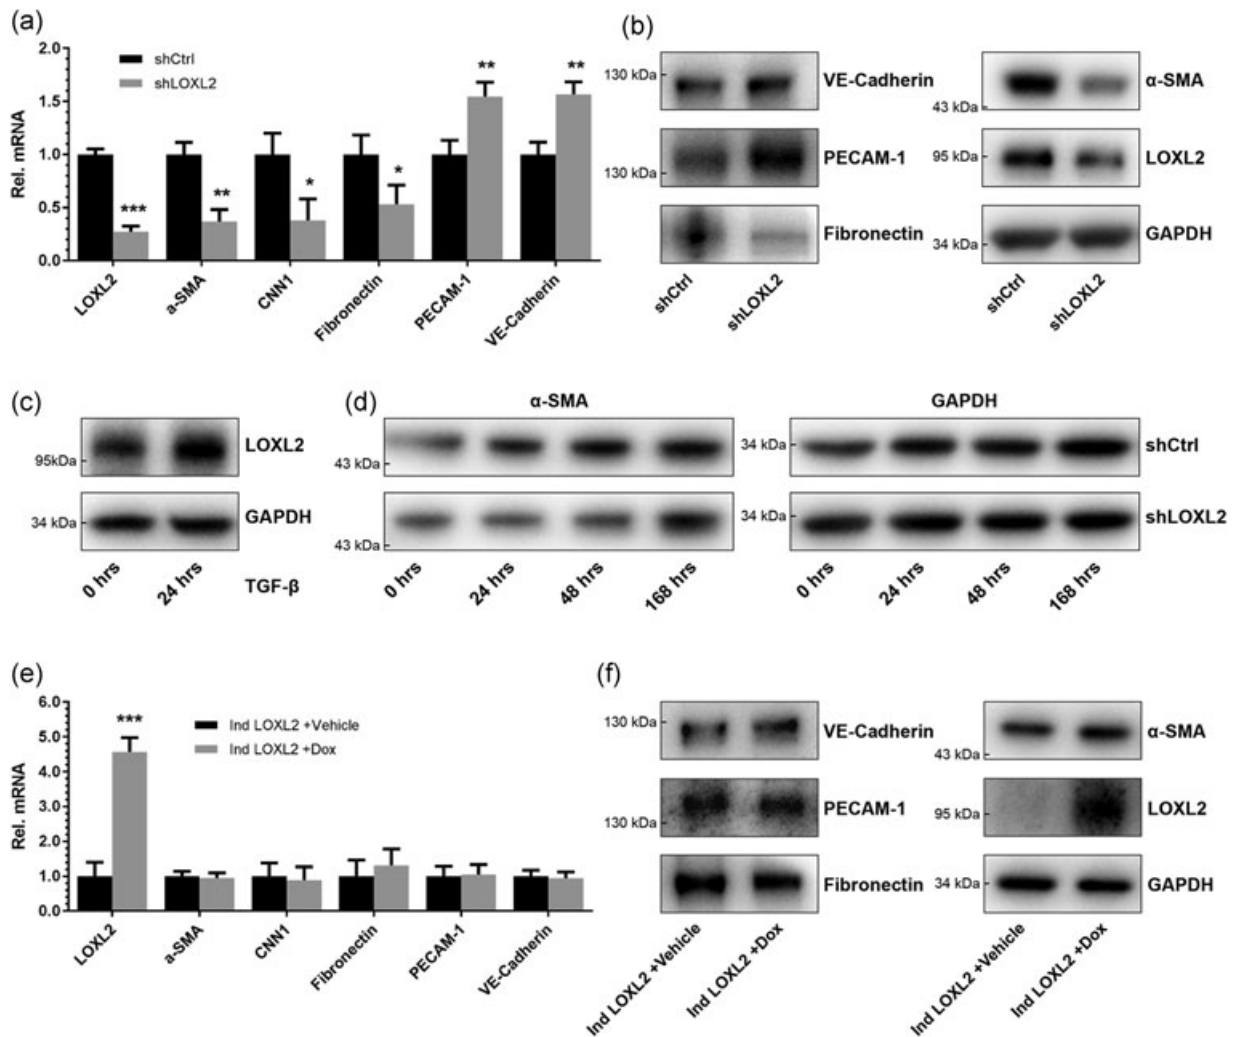 (a)
2.0
1.5
1.0
0.5
0.0
Rel. mRNA
shCtrl
shLOXL2
***
**
*
*
**
**
LOXL2
a-SMA
CNN1
Fibronectin
PECAM-1
VE-Cadherin
(b)
130 kDa
VE-Cadherin
130 kDa
PECAM-1
Fibronectin
shCtrl
shLOXL2
43 kDa
α-SMA
95 kDa
LOXL2
34 kDa
GAPDH
shCtrl
shLOXL2
(c)
95kDa
LOXL2
34 kDa
GAPDH
0 hrs
24 hrs
TGF-β
(d)
α-SMA
GAPDH
43 kDa
34 kDa
shCtrl
43 kDa
34 kDa
shLOXL2
0 hrs
24 hrs
48 hrs
168 hrs
0 hrs
24 hrs
48 hrs
168 hrs
(e)
6.0
5.0
4.0
3.0
2.0
1.0
0.0
Rel. mRNA
Ind LOXL2 +Vehicle
Ind LOXL2 +Dox
***
LOXL2
a-SMA
CNN1
Fibronectin
PECAM-1
VE-Cadherin
(f)
130 kDa
VE-Cadherin
130 kDa
PECAM-1
Fibronectin
Ind LOXL2 +Vehicle
Ind LOXL2 +Dox
43 kDa
α-SMA
95 kDa
LOXL2
34 kDa
GAPDH
Ind LOXL2 +Vehicle
Ind LOXL2 +Dox